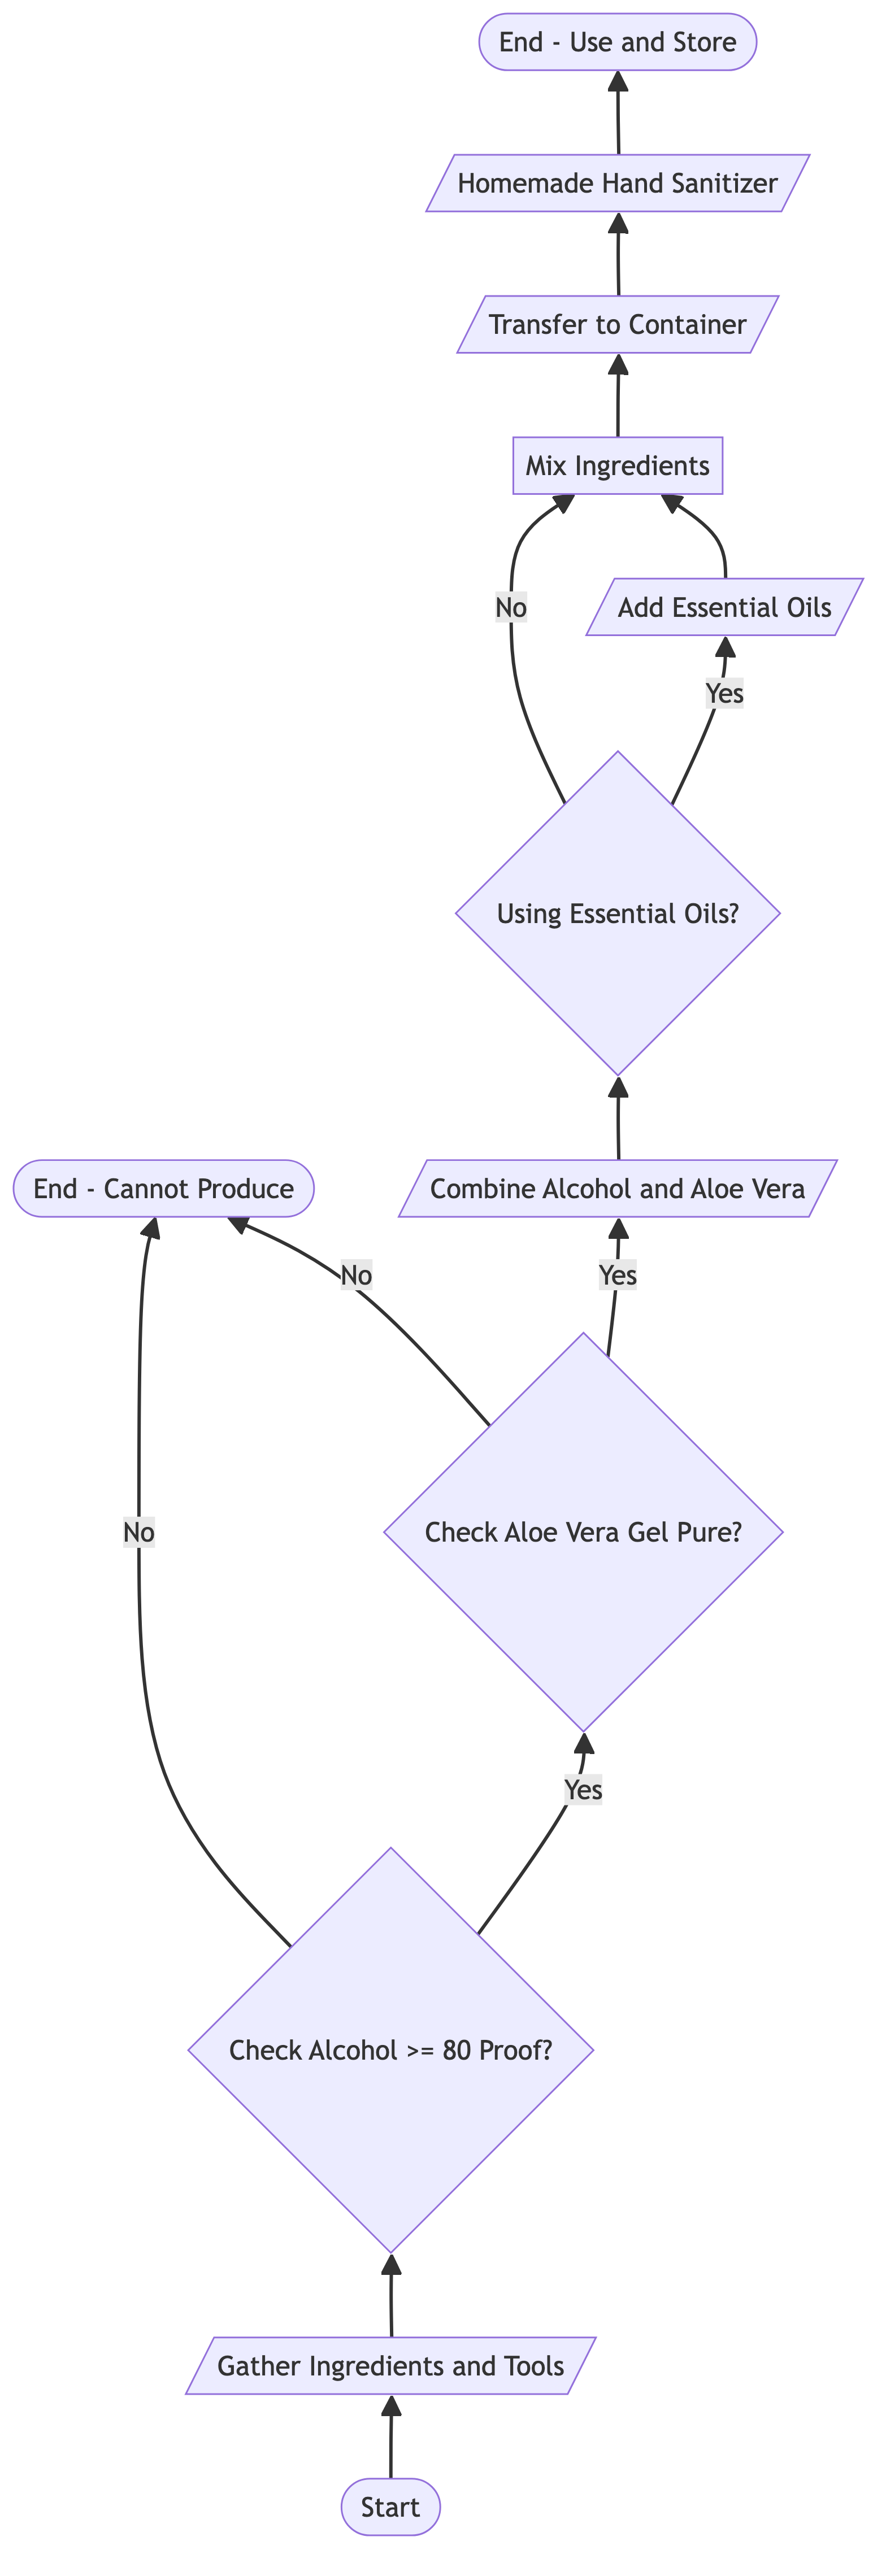 End - Use and Store
Homemade Hand Sanitizer
Transfer to Container
Mix Ingredients
No
Add Essential Oils
Yes
Using Essential Oils?
End - Cannot Produce
Combine Alcohol and Aloe Vera
No
Yes
Check Aloe Vera Gel Pure?
No
Yes
Check Alcohol >= 80 Proof?
Gather Ingredients and Tools
Start